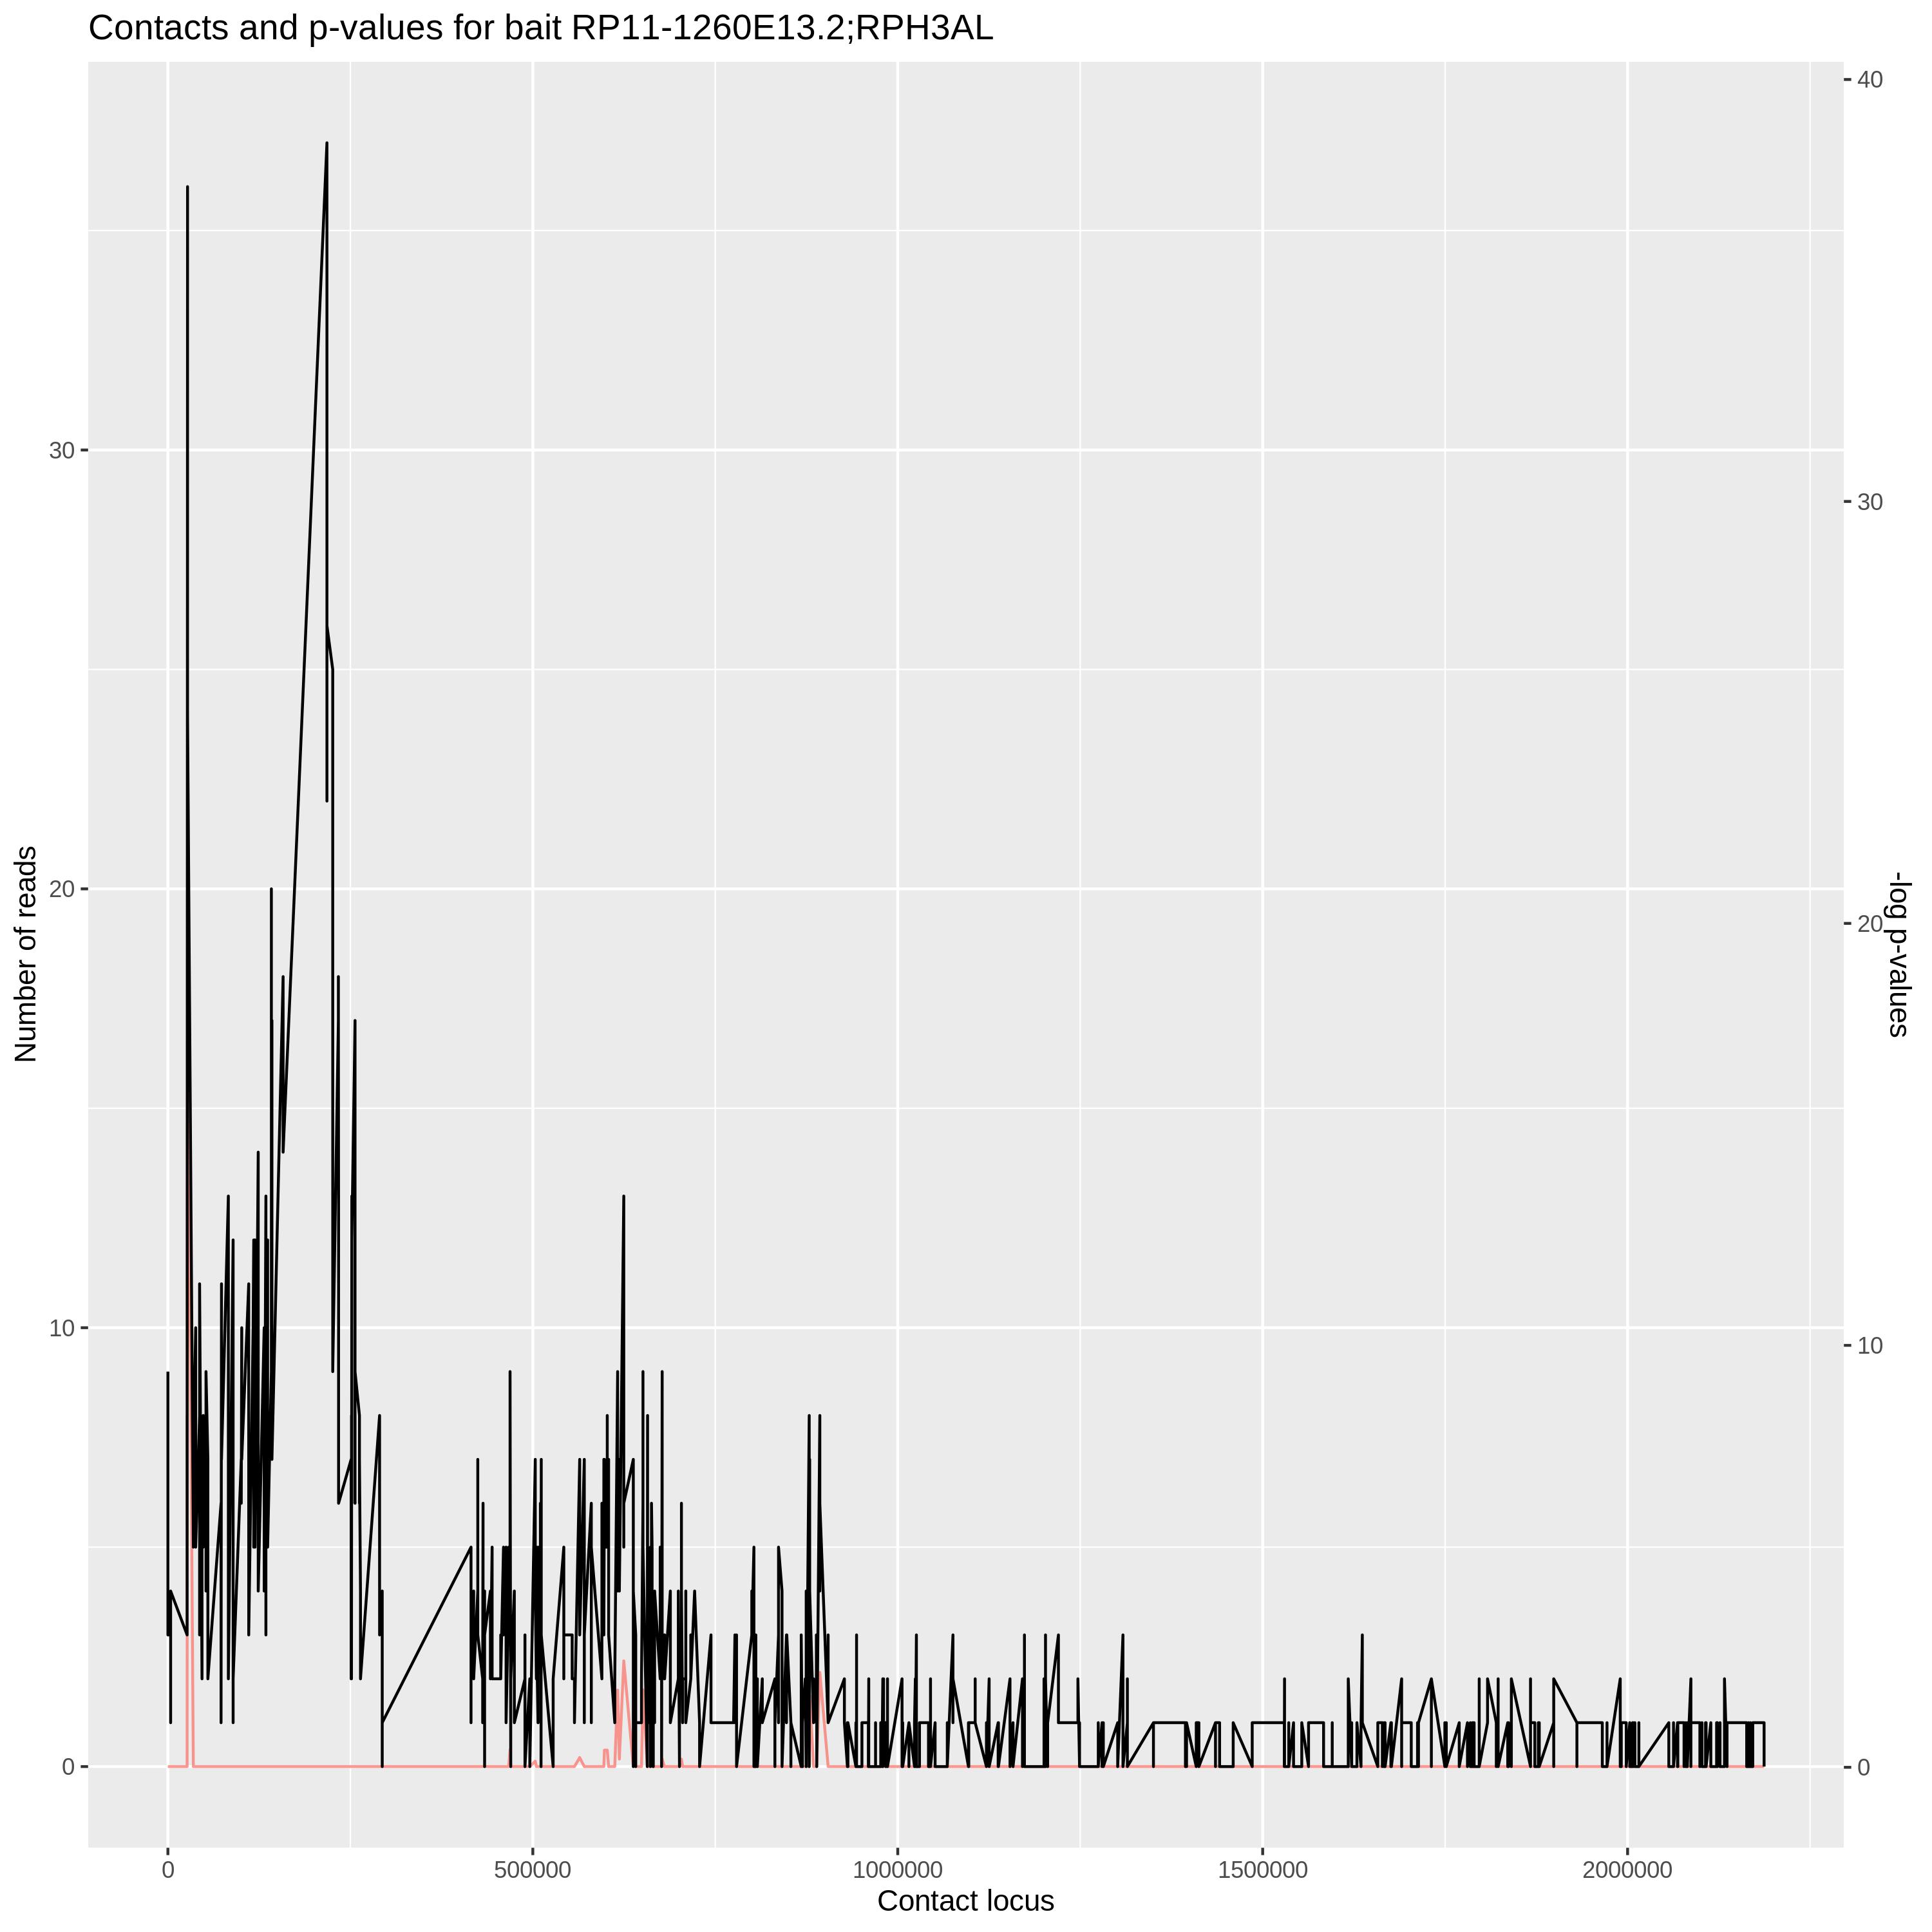 Contacts and p-values for bait RP11-1260E13.2;RPH3AL
Number of reads
30
20
10
0
40
30
20
10
0
-log p-values
0 500000 1000000 1500000 2000000
Contact locus